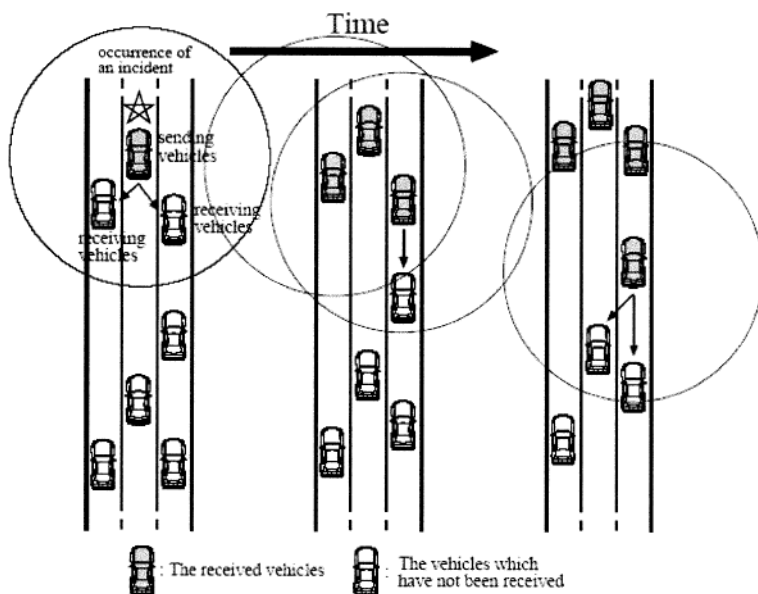 Time
occurrence of
an incident
sending
vehicles
receiving
vehicles
receiving
vehicles
: The received vehicles
: The vehicles which
have not been received